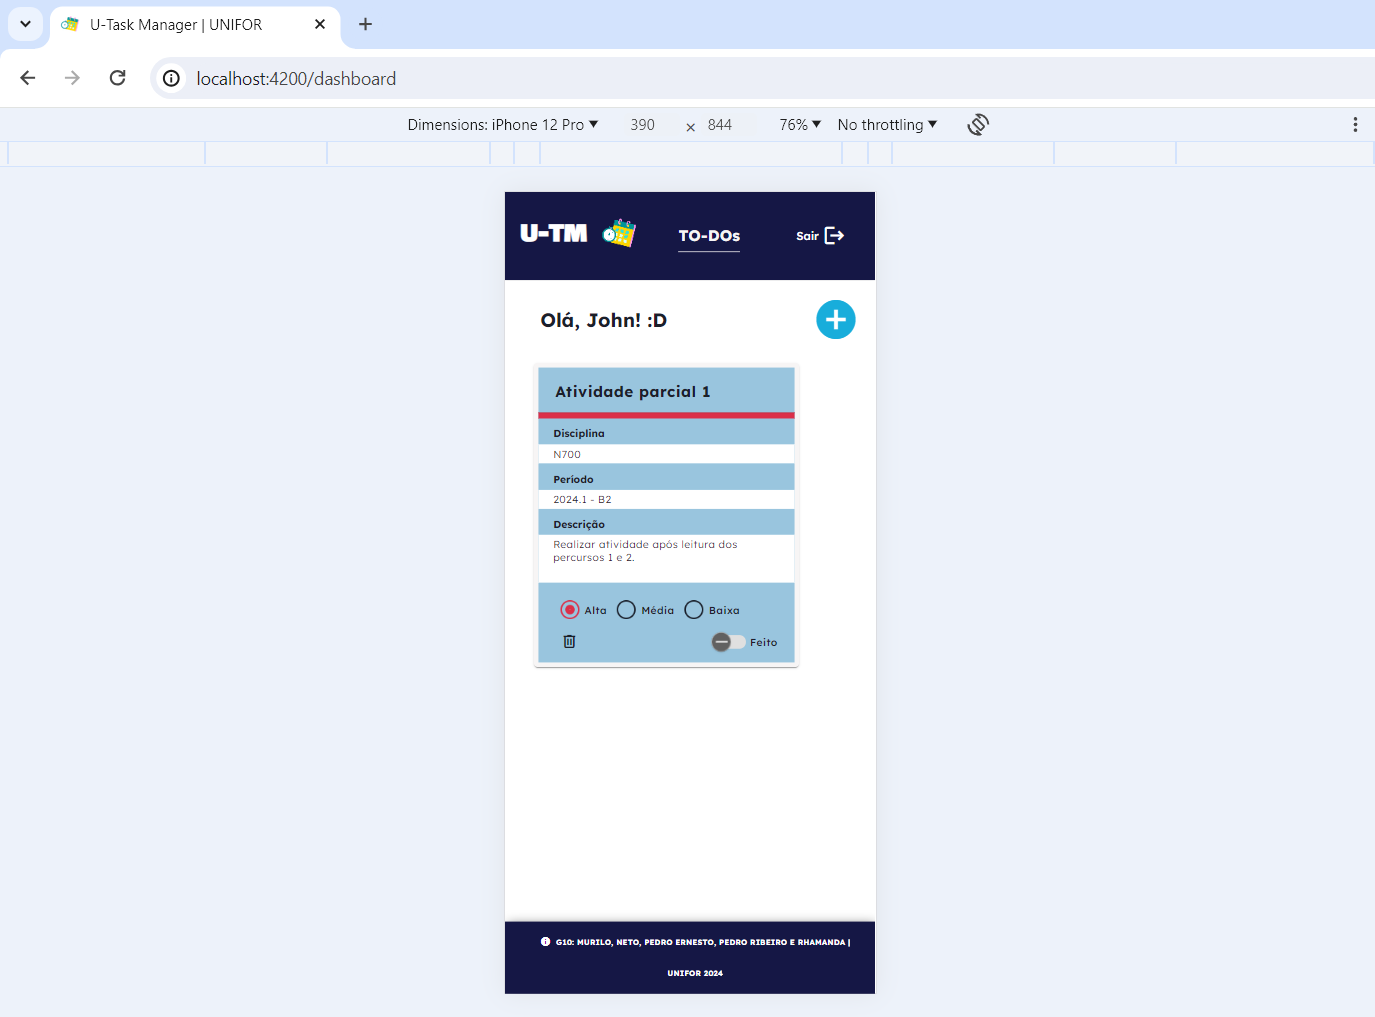 U-Task Manager | UNIFOR
localhost:4200/dashboard
Dimensions: iPhone 12 Pro 390 × 844 76% No throttling
U-TM TO-DOs Sair
Olá, John! :D
Atividade parcial 1
Disciplina
N700
Período
2024.1 - B2
Descrição
Realizar atividade após leitura dos
percursos 1 e 2.
Alta Média Baixa
Feito
G10: MURILO, NETO, PEDRO ERNESTO, PEDRO RIBEIRO E RHAMANDA |
UNIFOR 2024